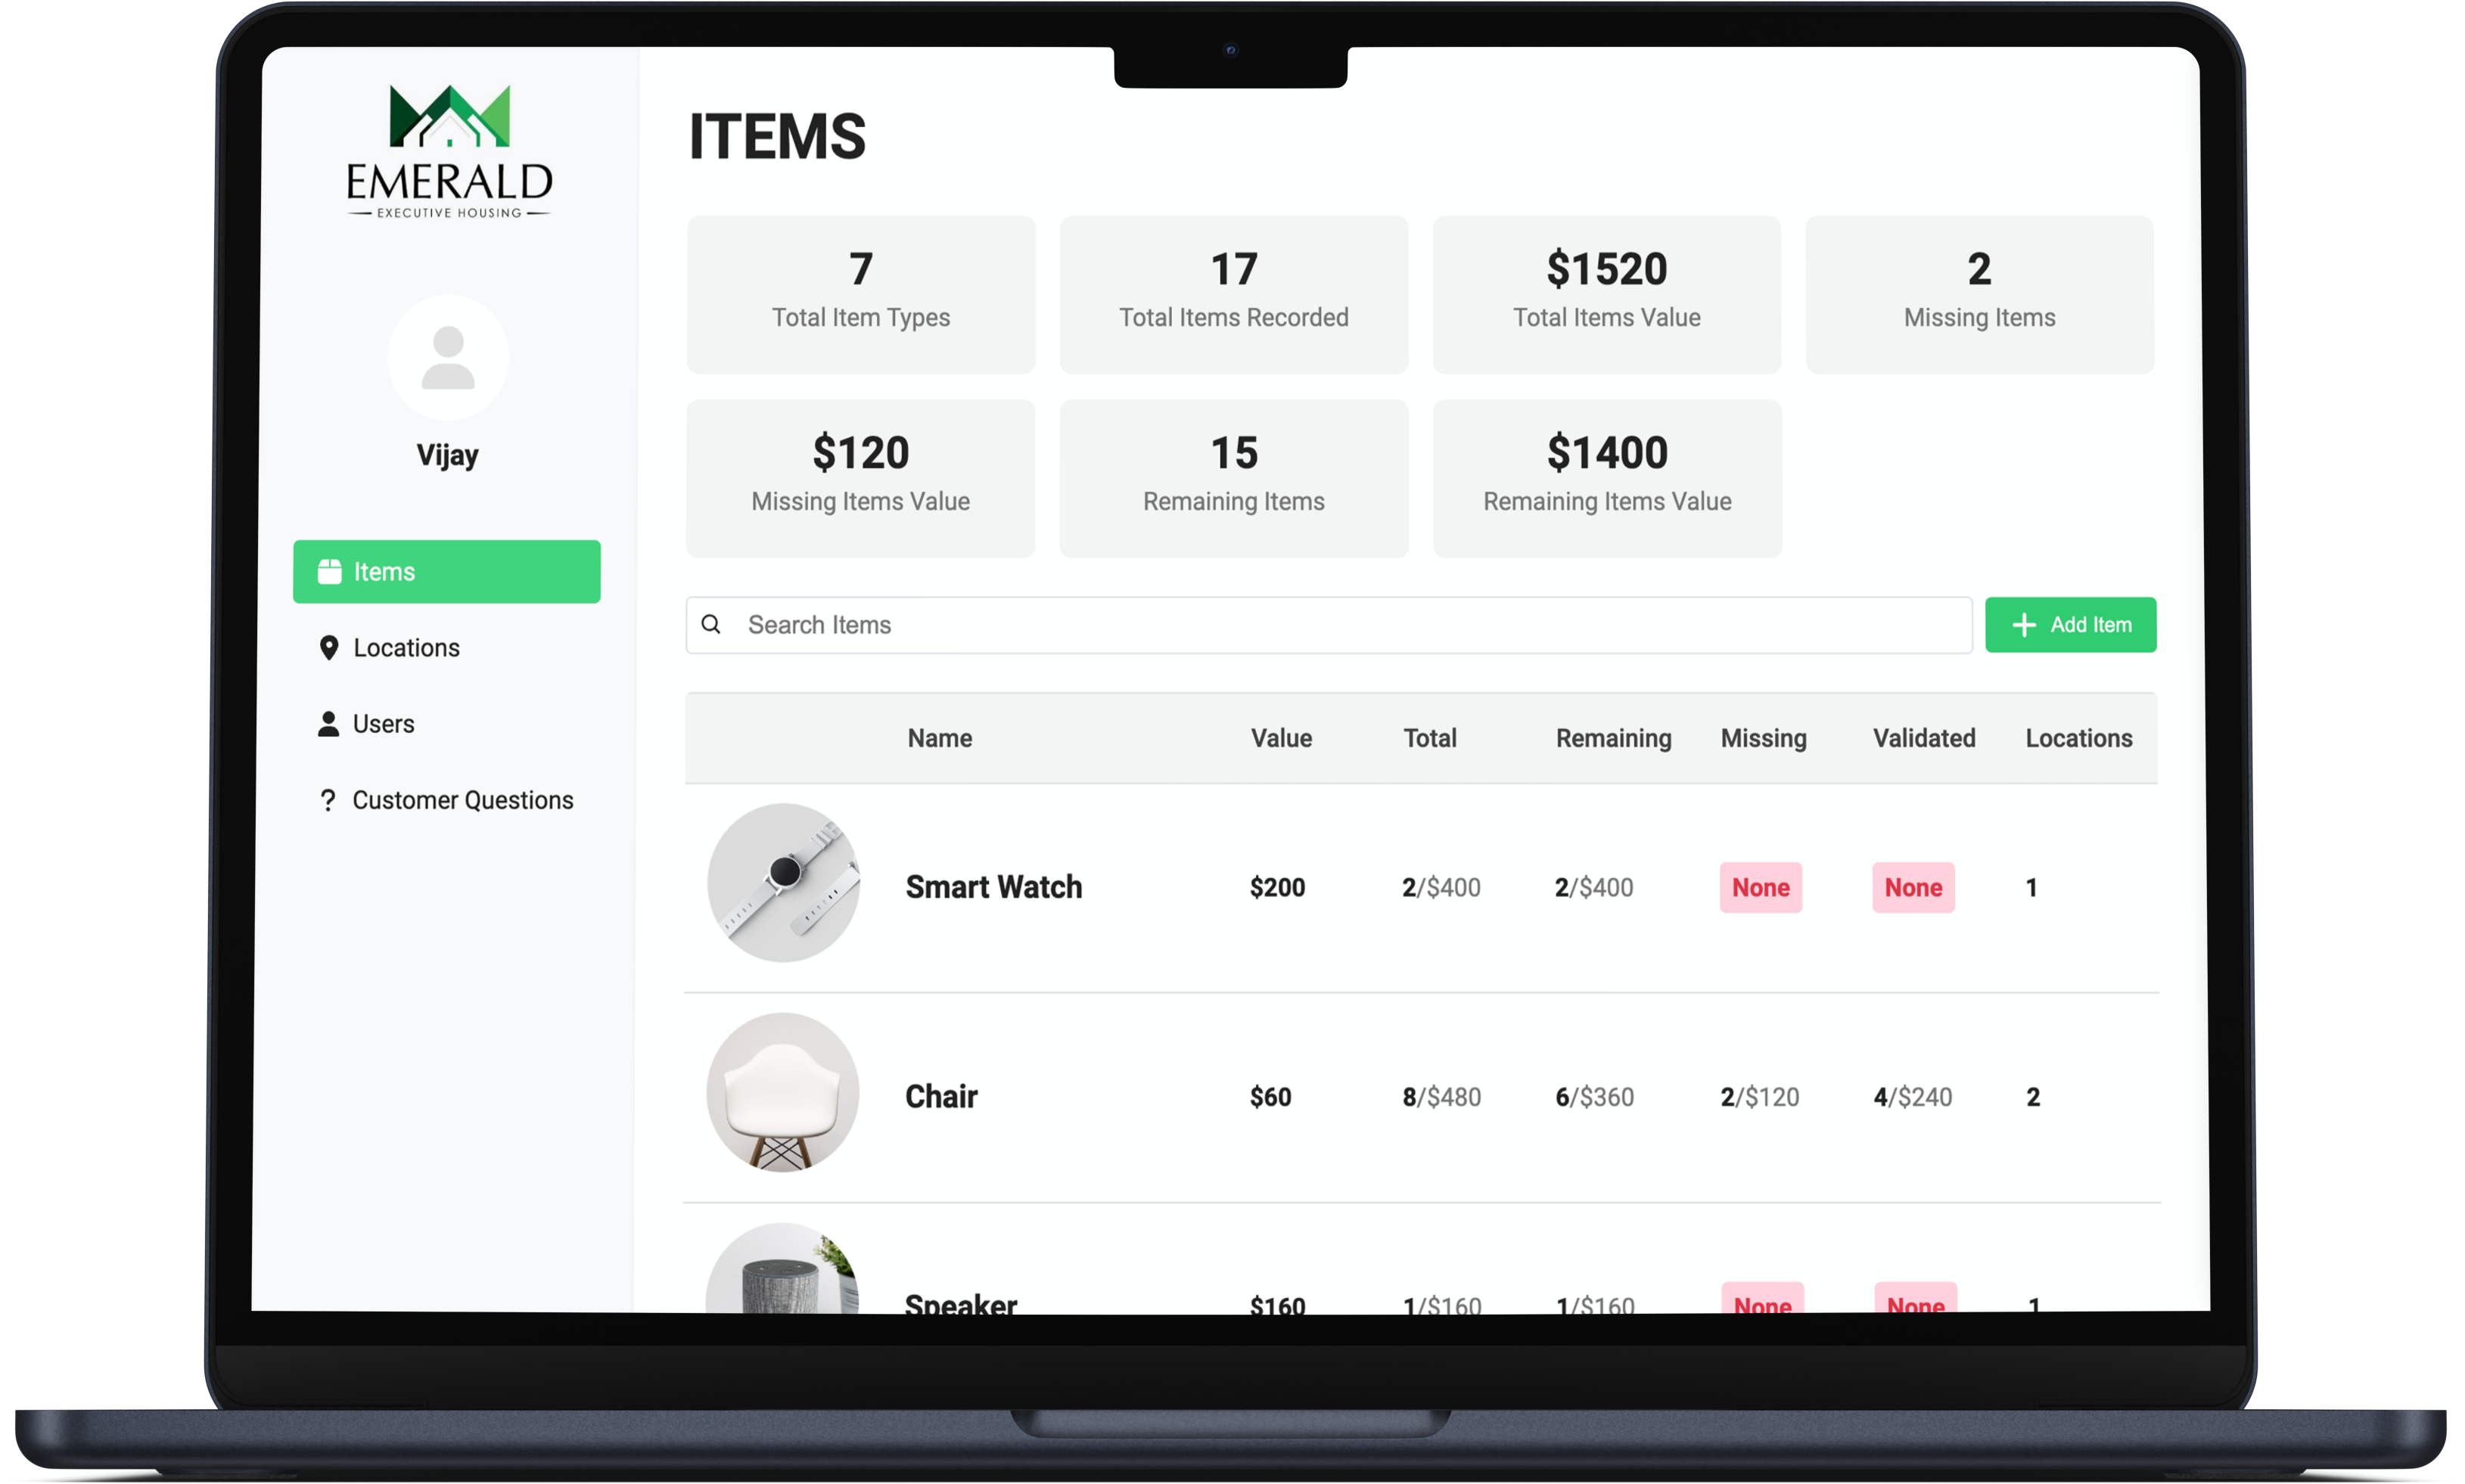 EMERALD
EXECUTIVE HOUSING
Vijay
Items
Locations
Users
? Customer Questions
ITEMS
7
Total Item Types
17
Total Items Recorded
$1520
Total Items Value
2
Missing Items
$120
Missing Items Value
15
Remaining Items
$1400
Remaining Items Value
Search Items
+ Add Item
Name Value Total Remaining Missing Validated Locations
Smart Watch $200 2/$400 2/$400 None None 1
Chair $60 8/$480 6/$360 2/$120 4/$240 2
Speaker $160 1/$160 1/$160 None None 1